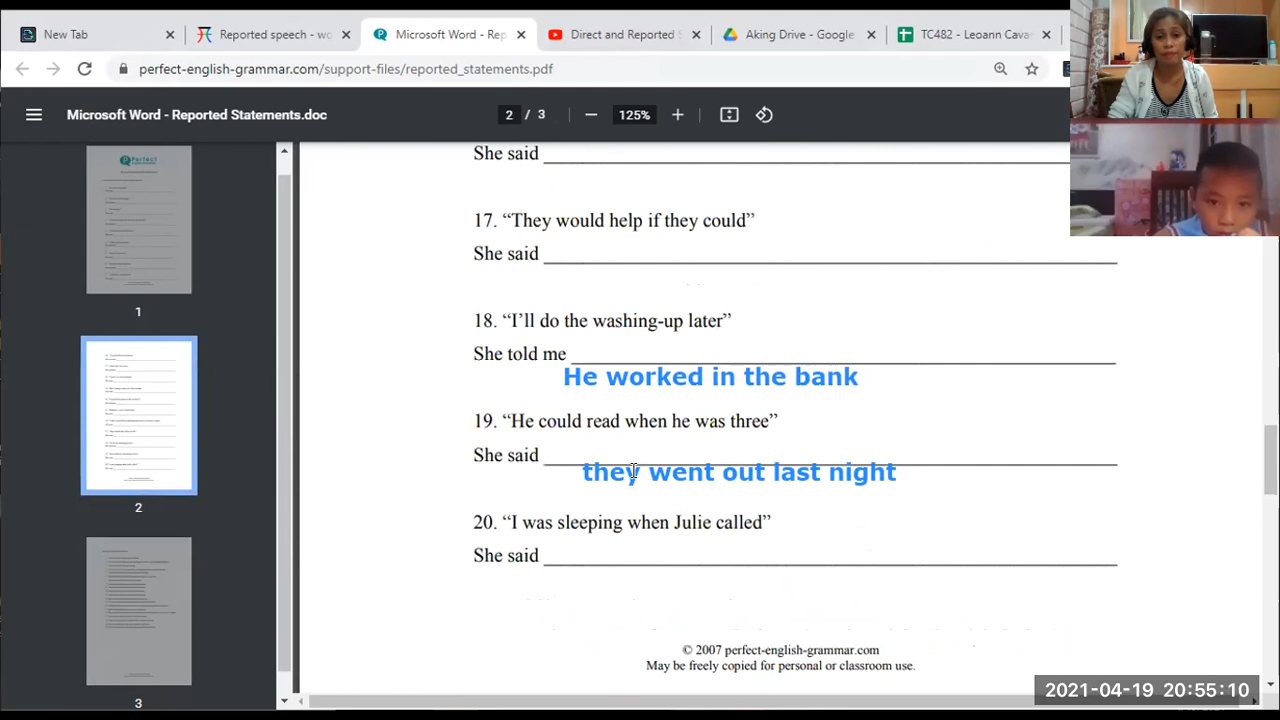 New Tab
Reported speech - wo
Microsoft Word - Rep
Direct and Reported S
Aking Drive - Google
TC482 - Leoann Cava
perfect-english-grammar.com/support-files/reported_statements.pdf
Microsoft Word - Reported Statements.doc
2 / 3
125%
She said
17. “They would help if they could”
She said
18. “I’ll do the washing-up later”
She told me
He worked in the bank
19. “He could read when he was three”
She said
they went out last night
20. “I was sleeping when Julie called”
She said
© 2007 perfect-english-grammar.com
May be freely copied for personal or classroom use.
1
2
3
2021-04-19 20:55:10